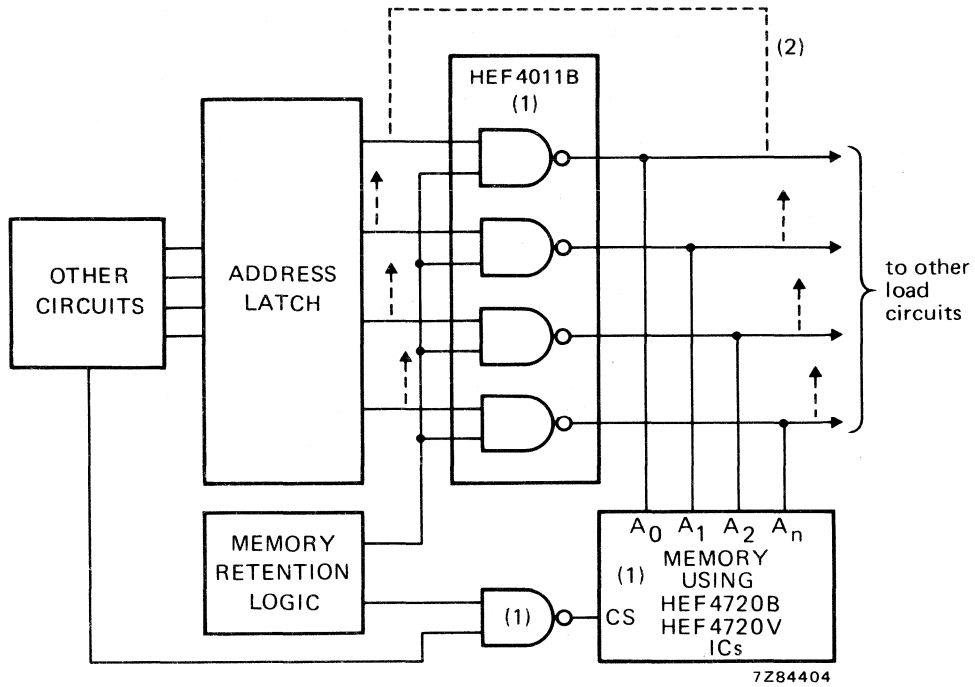 (2)
HEF4011B
(1)
OTHER
CIRCUITS
ADDRESS
LATCH
to other
load
circuits
MEMORY
RETENTION
LOGIC
(1)
CS
A0 A1 A2 An
(1)
MEMORY
USING
HEF4720B
HEF4720V
ICs
7Z84404